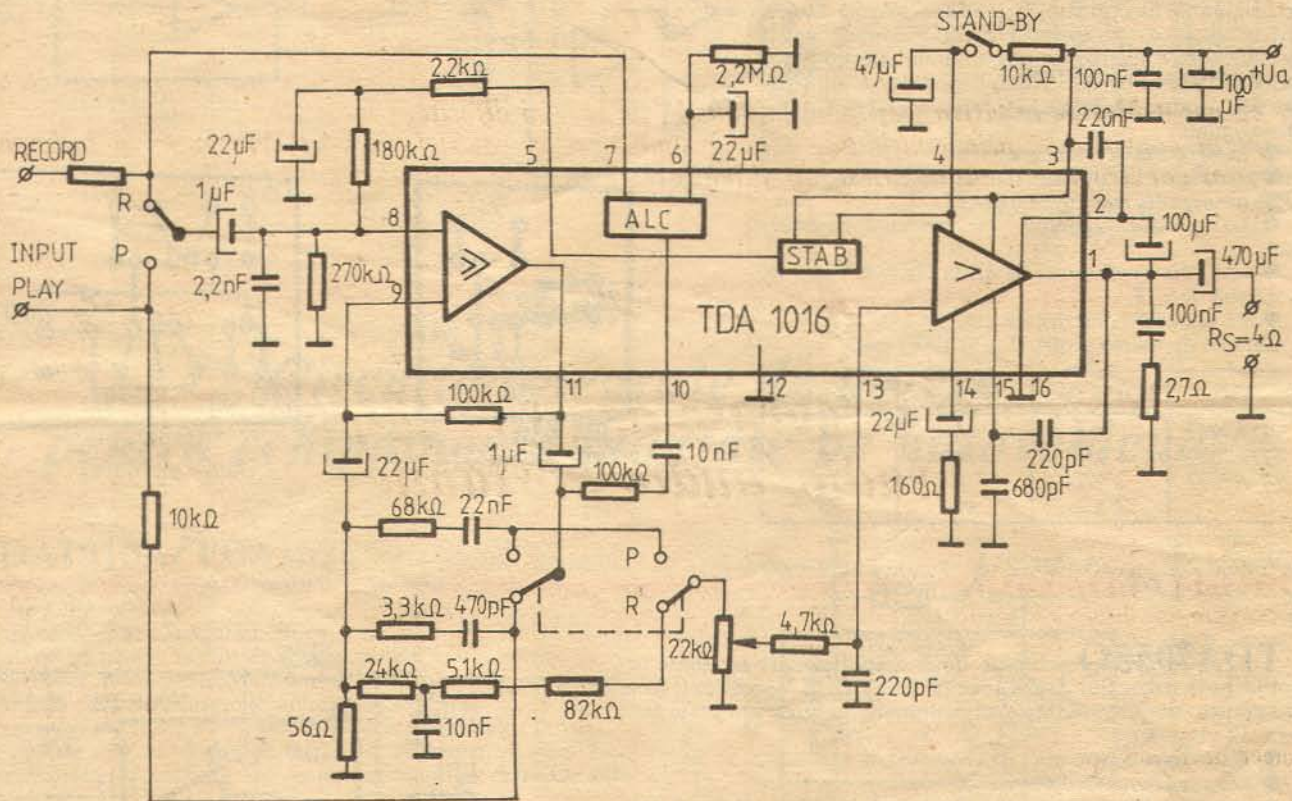 STAND-BY
47µF
10kΩ
100nF
100
µF
+Ua
2,2kΩ
2,2MΩ
22µF
220nF
RECORD
22µF
180kΩ
5
7
6
4
3
1µF
R
8
ALC
2
100µF
INPUT
PLAY
P
2,2nF
270kΩ
9
STAB
1
470µF
TDA 1016
100nF
RS=4Ω
100kΩ
11
10
12
13
14
15
16
2,7Ω
22µF
1µF
10nF
22µF
220pF
100kΩ
160Ω
680pF
10kΩ
68kΩ
22nF
P
R
3,3kΩ
470pF
22kΩ
4,7kΩ
24kΩ
5,1kΩ
82kΩ
220pF
56Ω
10nF